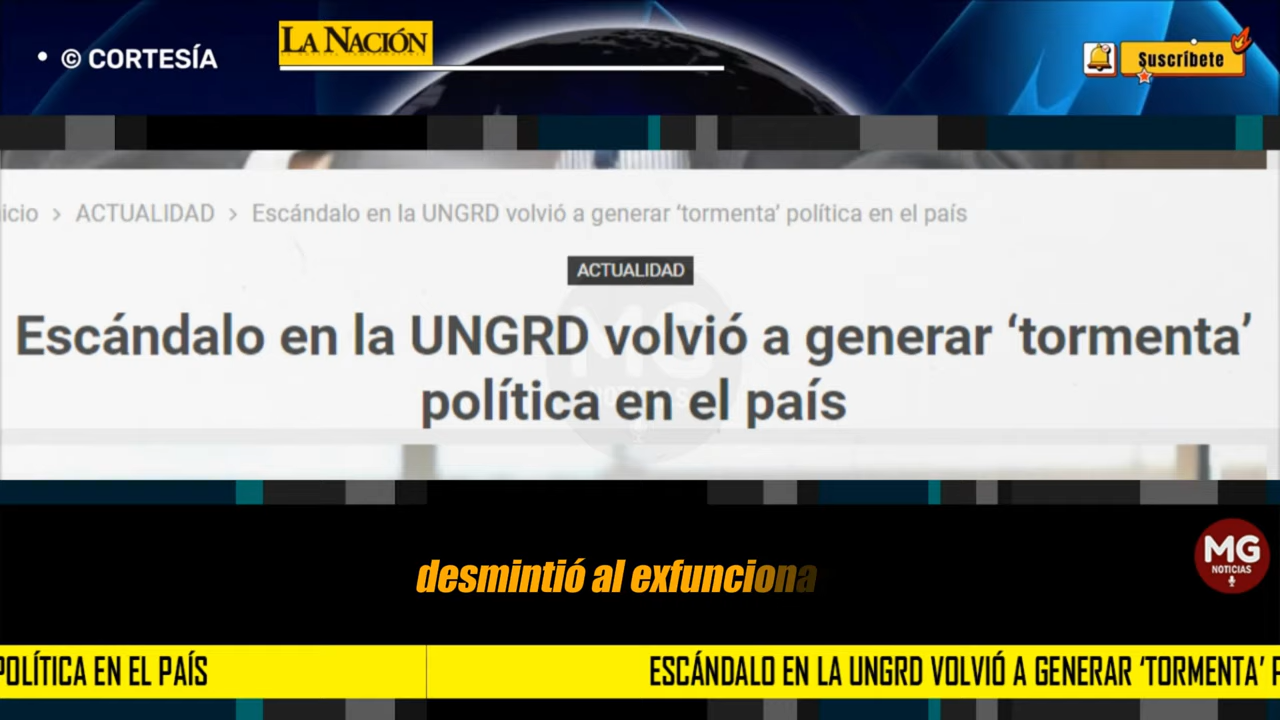 • © CORTESÍA
LA NACIÓN
Suscríbete
icio > ACTUALIDAD > Escándalo en la UNGRD volvió a generar ‘tormenta’ política en el país
ACTUALIDAD
Escándalo en la UNGRD volvió a generar ‘tormenta’
política en el país
desmintió al exfunciona
MG
NOTICIAS
POLÍTICA EN EL PAÍS
ESCÁNDALO EN LA UNGRD VOLVIÓ A GENERAR ‘TORMENTA’